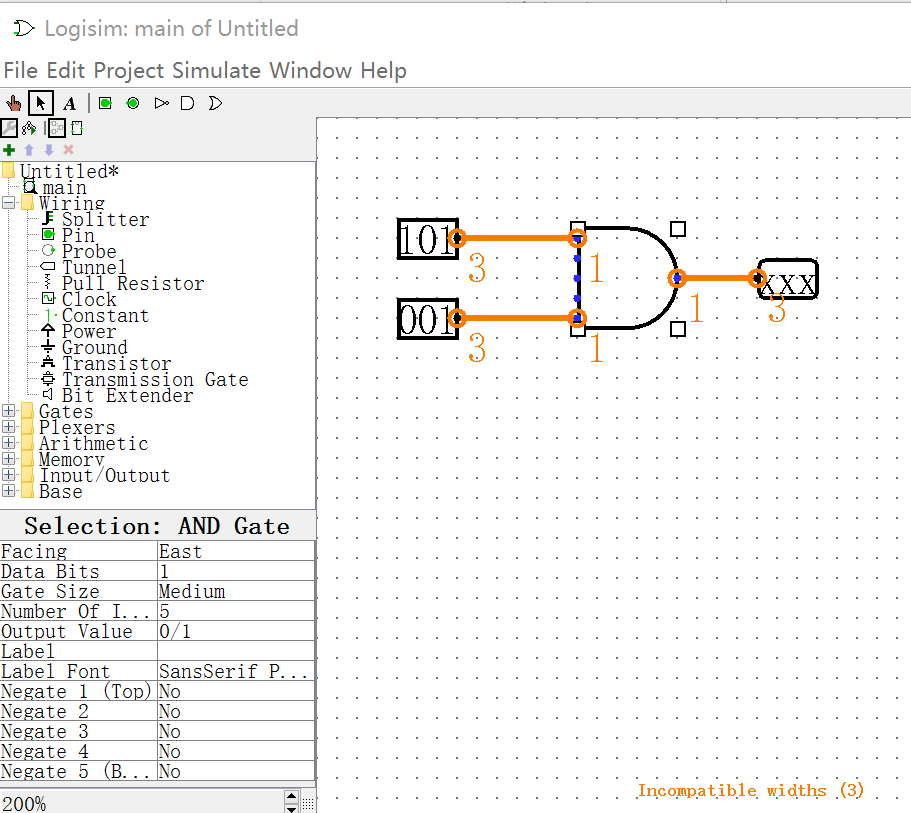 Logisim: main of Untitled
File Edit Project Simulate Window Help
A
Untitled*
main
Wiring
Splitter
Pin
Probe
Tunnel
Pull Resistor
Clock
1 Constant
Power
Ground
Transistor
Transmission Gate
Bit Extender
Gates
Plexers
Arithmetic
Memory
Input/Output
Base
Selection: AND Gate
Facing East
Data Bits 1
Gate Size Medium
Number Of I... 5
Output Value 0/1
Label
Label Font SansSerif P...
Negate 1 (Top) No
Negate 2 No
Negate 3 No
Negate 4 No
Negate 5 (B... No
200%
101
3
1
001
3
1
1
xxx
3
Incompatible widths (3)